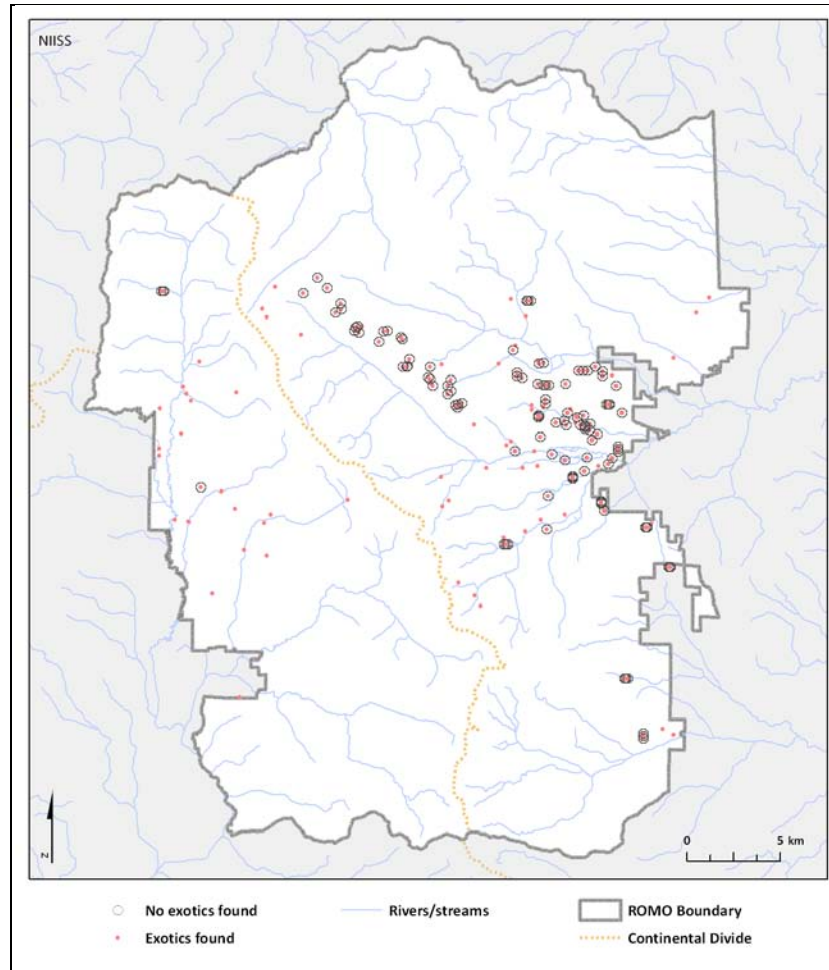 NIISS
N
0 5 km
No exotics found Rivers/streams ROMO Boundary
Exotics found Continental Divide